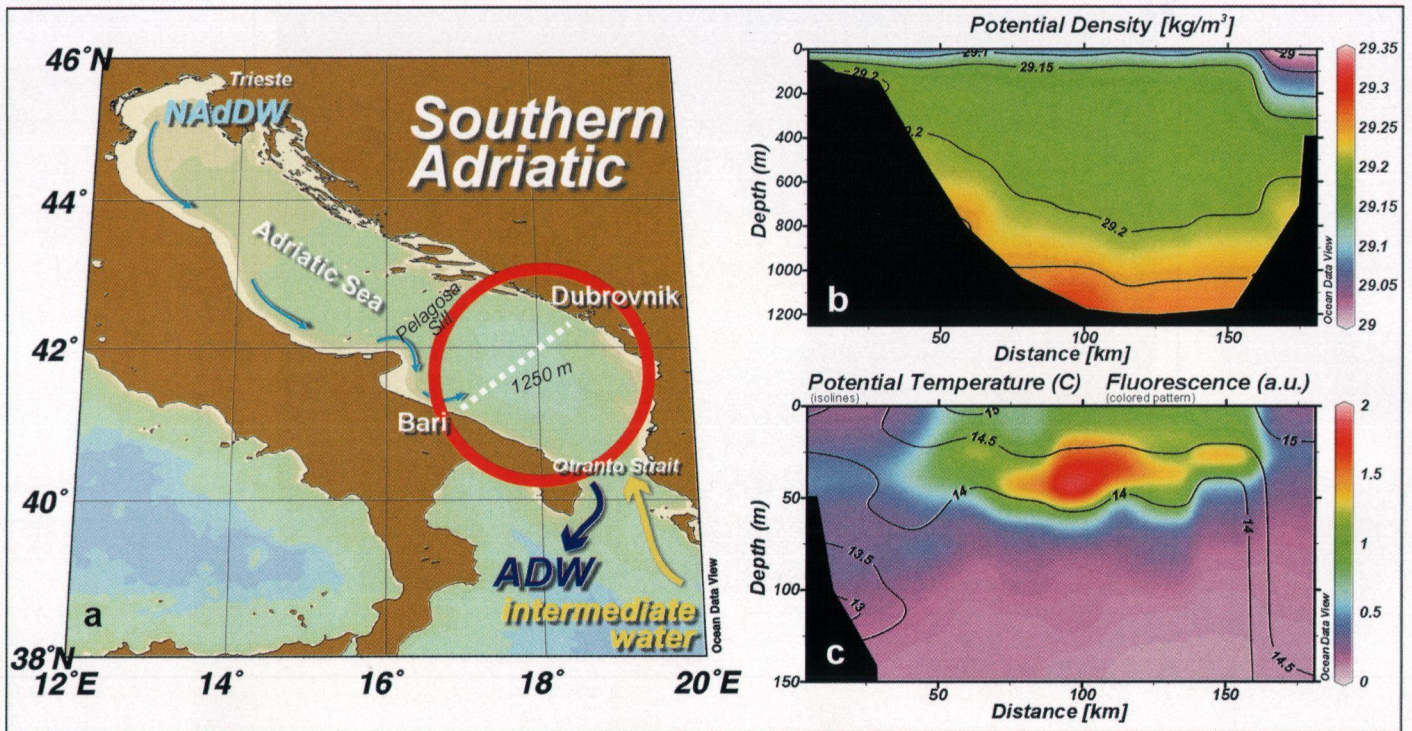 46˚N
44˚
42˚
40˚
38˚N
12˚E
14˚
16˚
18˚
20˚E
Trieste
NAdDW
Southern
Adriatic
Adriatic Sea
Pelagosa
Sill
Dubrovnik
1250 m
Bari
Otranto Strait
ADW
intermediate
water
Ocean Data View
a
Potential Density [kg/m³]
0
200
400
600
800
1000
1200
Depth (m)
29.1
29.15
29
29.2
29.2
b
50
100
150
Distance [km]
Ocean Data View
29.35
29.3
29.25
29.2
29.15
29.1
29.05
29
Potential Temperature (C) Fluorescence (a.u.)
(isolines) (colored pattern)
0
50
100
150
Depth (m)
15
14.5
14
14
14
13.5
13
15
14.5
c
50
100
150
Distance [km]
Ocean Data View
2
1.5
1
0.5
0